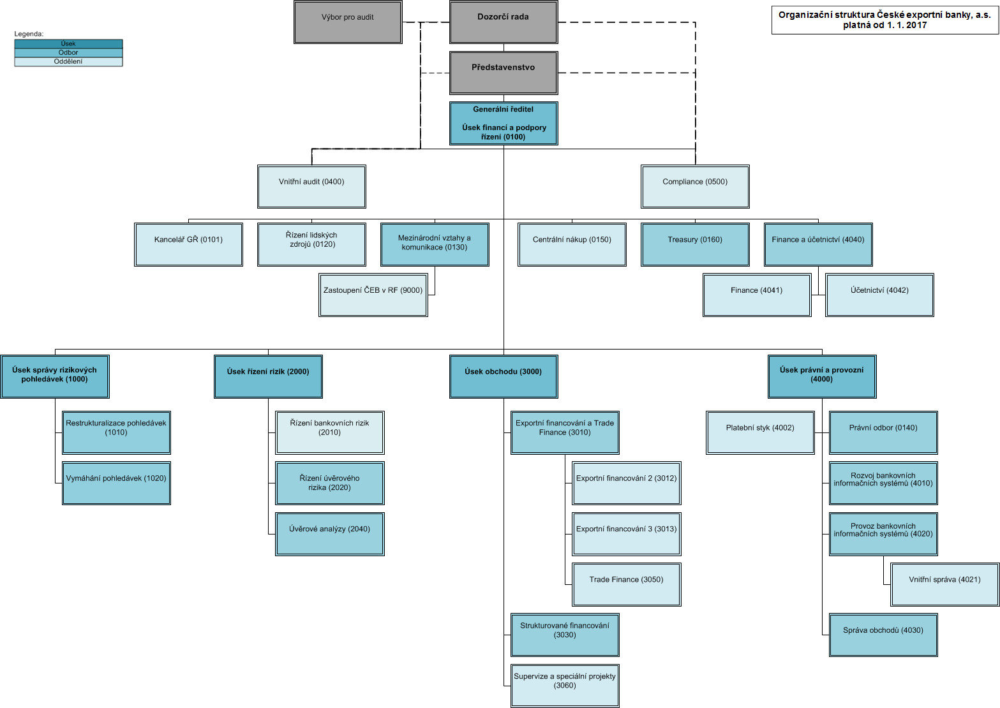 Výbor pro audit
Dozorčí rada
Organizační struktura České exportní banky, a.s.
platná od 1. 1. 2017
Legenda:
Úsek
Odbor
Oddělení
Představenstvo
Generální ředitel
Úsek financí a podpory
řízení (0100)
Vnitřní audit (0400)
Compliance (0500)
Kancelář GŘ (0101)
Řízení lidských
zdrojů (0120)
Mezinárodní vztahy a
komunikace (0130)
Centrální nákup (0150)
Treasury (0160)
Finance a účetnictví (4040)
Zastoupení ČEB v RF (9000)
Finance (4041)
Účetnictví (4042)
Úsek správy rizikových
pohledávek (1000)
Úsek řízení rizik (2000)
Úsek obchodu (3000)
Úsek právní a provozní
(4000)
Restrukturalizace pohledávek
(1010)
Řízení bankovních rizik
(2010)
Exportní financování a Trade
Finance (3010)
Platební styk (4002)
Právní odbor (0140)
Vymáhání pohledávek (1020)
Řízení úvěrového
rizika (2020)
Exportní financování 2 (3012)
Rozvoj bankovních
informačních systémů (4010)
Úvěrové analýzy (2040)
Exportní financování 3 (3013)
Provoz bankovních
informačních systémů (4020)
Trade Finance (3050)
Vnitřní správa (4021)
Strukturované financování
(3030)
Správa obchodů (4030)
Supervize a speciální projekty
(3060)